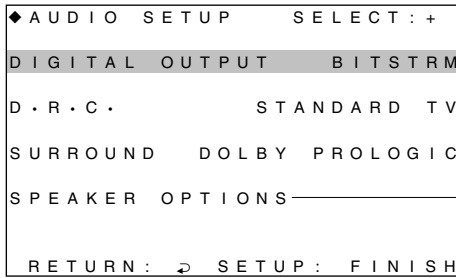 ◆AUDIO SETUP SELECT:+
DIGITAL OUTPUT BITSTRM
D·R·C· STANDARD TV
SURROUND DOLBY PROLOGIC
SPEAKER OPTIONS
RETURN: ⊋ SETUP: FINISH